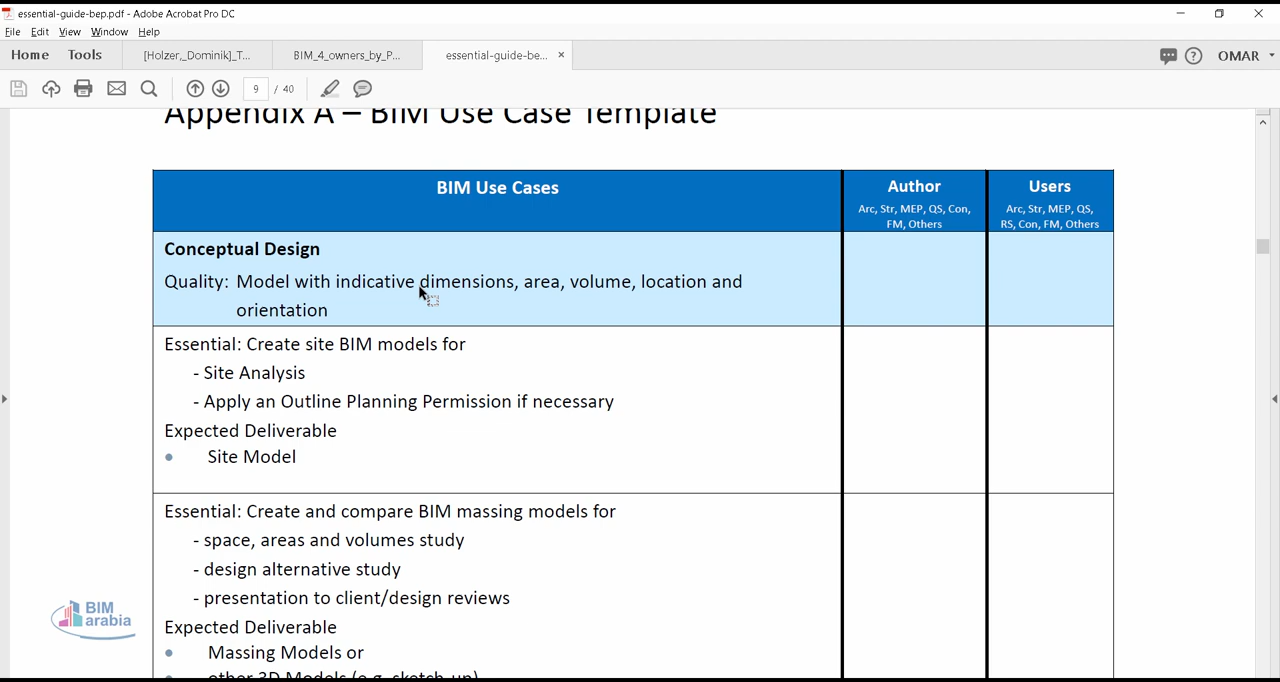 essential-guide-bep.pdf - Adobe Acrobat Pro DC
File Edit View Window Help
Home Tools [Holzer,_Dominik]_T... BIM_4_owners_by_P... essential-guide-be... × OMAR
9 / 40
Appendix A – BIM Use Case Template
BIM Use Cases
Author
Arc, Str, MEP, QS, Con,
FM, Others
Users
Arc, Str, MEP, QS,
RS, Con, FM, Others
Conceptual Design
Quality: Model with indicative dimensions, area, volume, location and
orientation
Essential: Create site BIM models for
- Site Analysis
- Apply an Outline Planning Permission if necessary
Expected Deliverable
• Site Model
Essential: Create and compare BIM massing models for
- space, areas and volumes study
- design alternative study
- presentation to client/design reviews
Expected Deliverable
• Massing Models or
• other 3D Models (e.g. sketch-up)
BIM
arabia